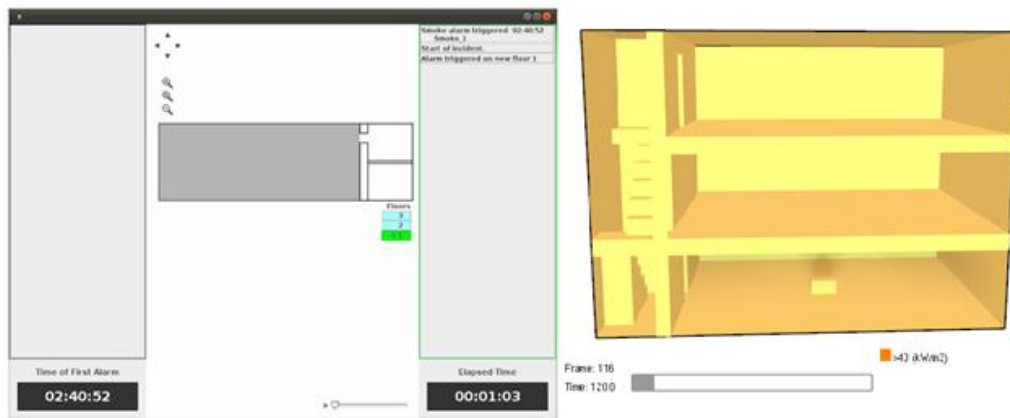 Smoke alarm triggered 02:40:52
Smoke_1
Start of incident.
Alarm triggered on new floor 1
Floors
3
2
1
Time of First Alarm
02:40:52
Elapsed Time
00:01:03
>43 (kW/m2)
Frame: 116
Time: 120.0